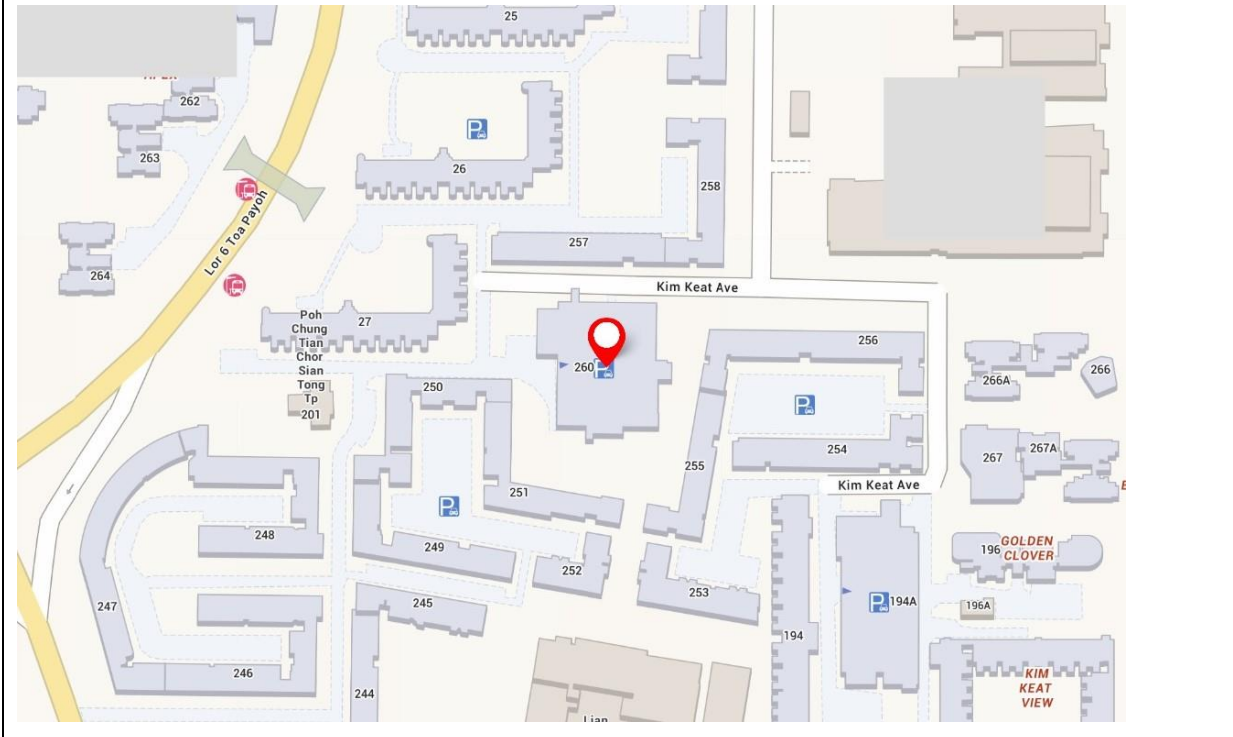 25
262
263
26
258
Lor 6 Toa Payoh
257
264
Kim Keat Ave
Poh
Chung
Tian
Chor
Sian
Tong
Tp
201
27
256
260
P
266A
266
250
P
254
267
267A
255
Kim Keat Ave
251
P
248
249
GOLDEN
CLOVER
196
252
253
P
194A
196A
247
245
194
246
244
KIM
KEAT
VIEW
Lian
P